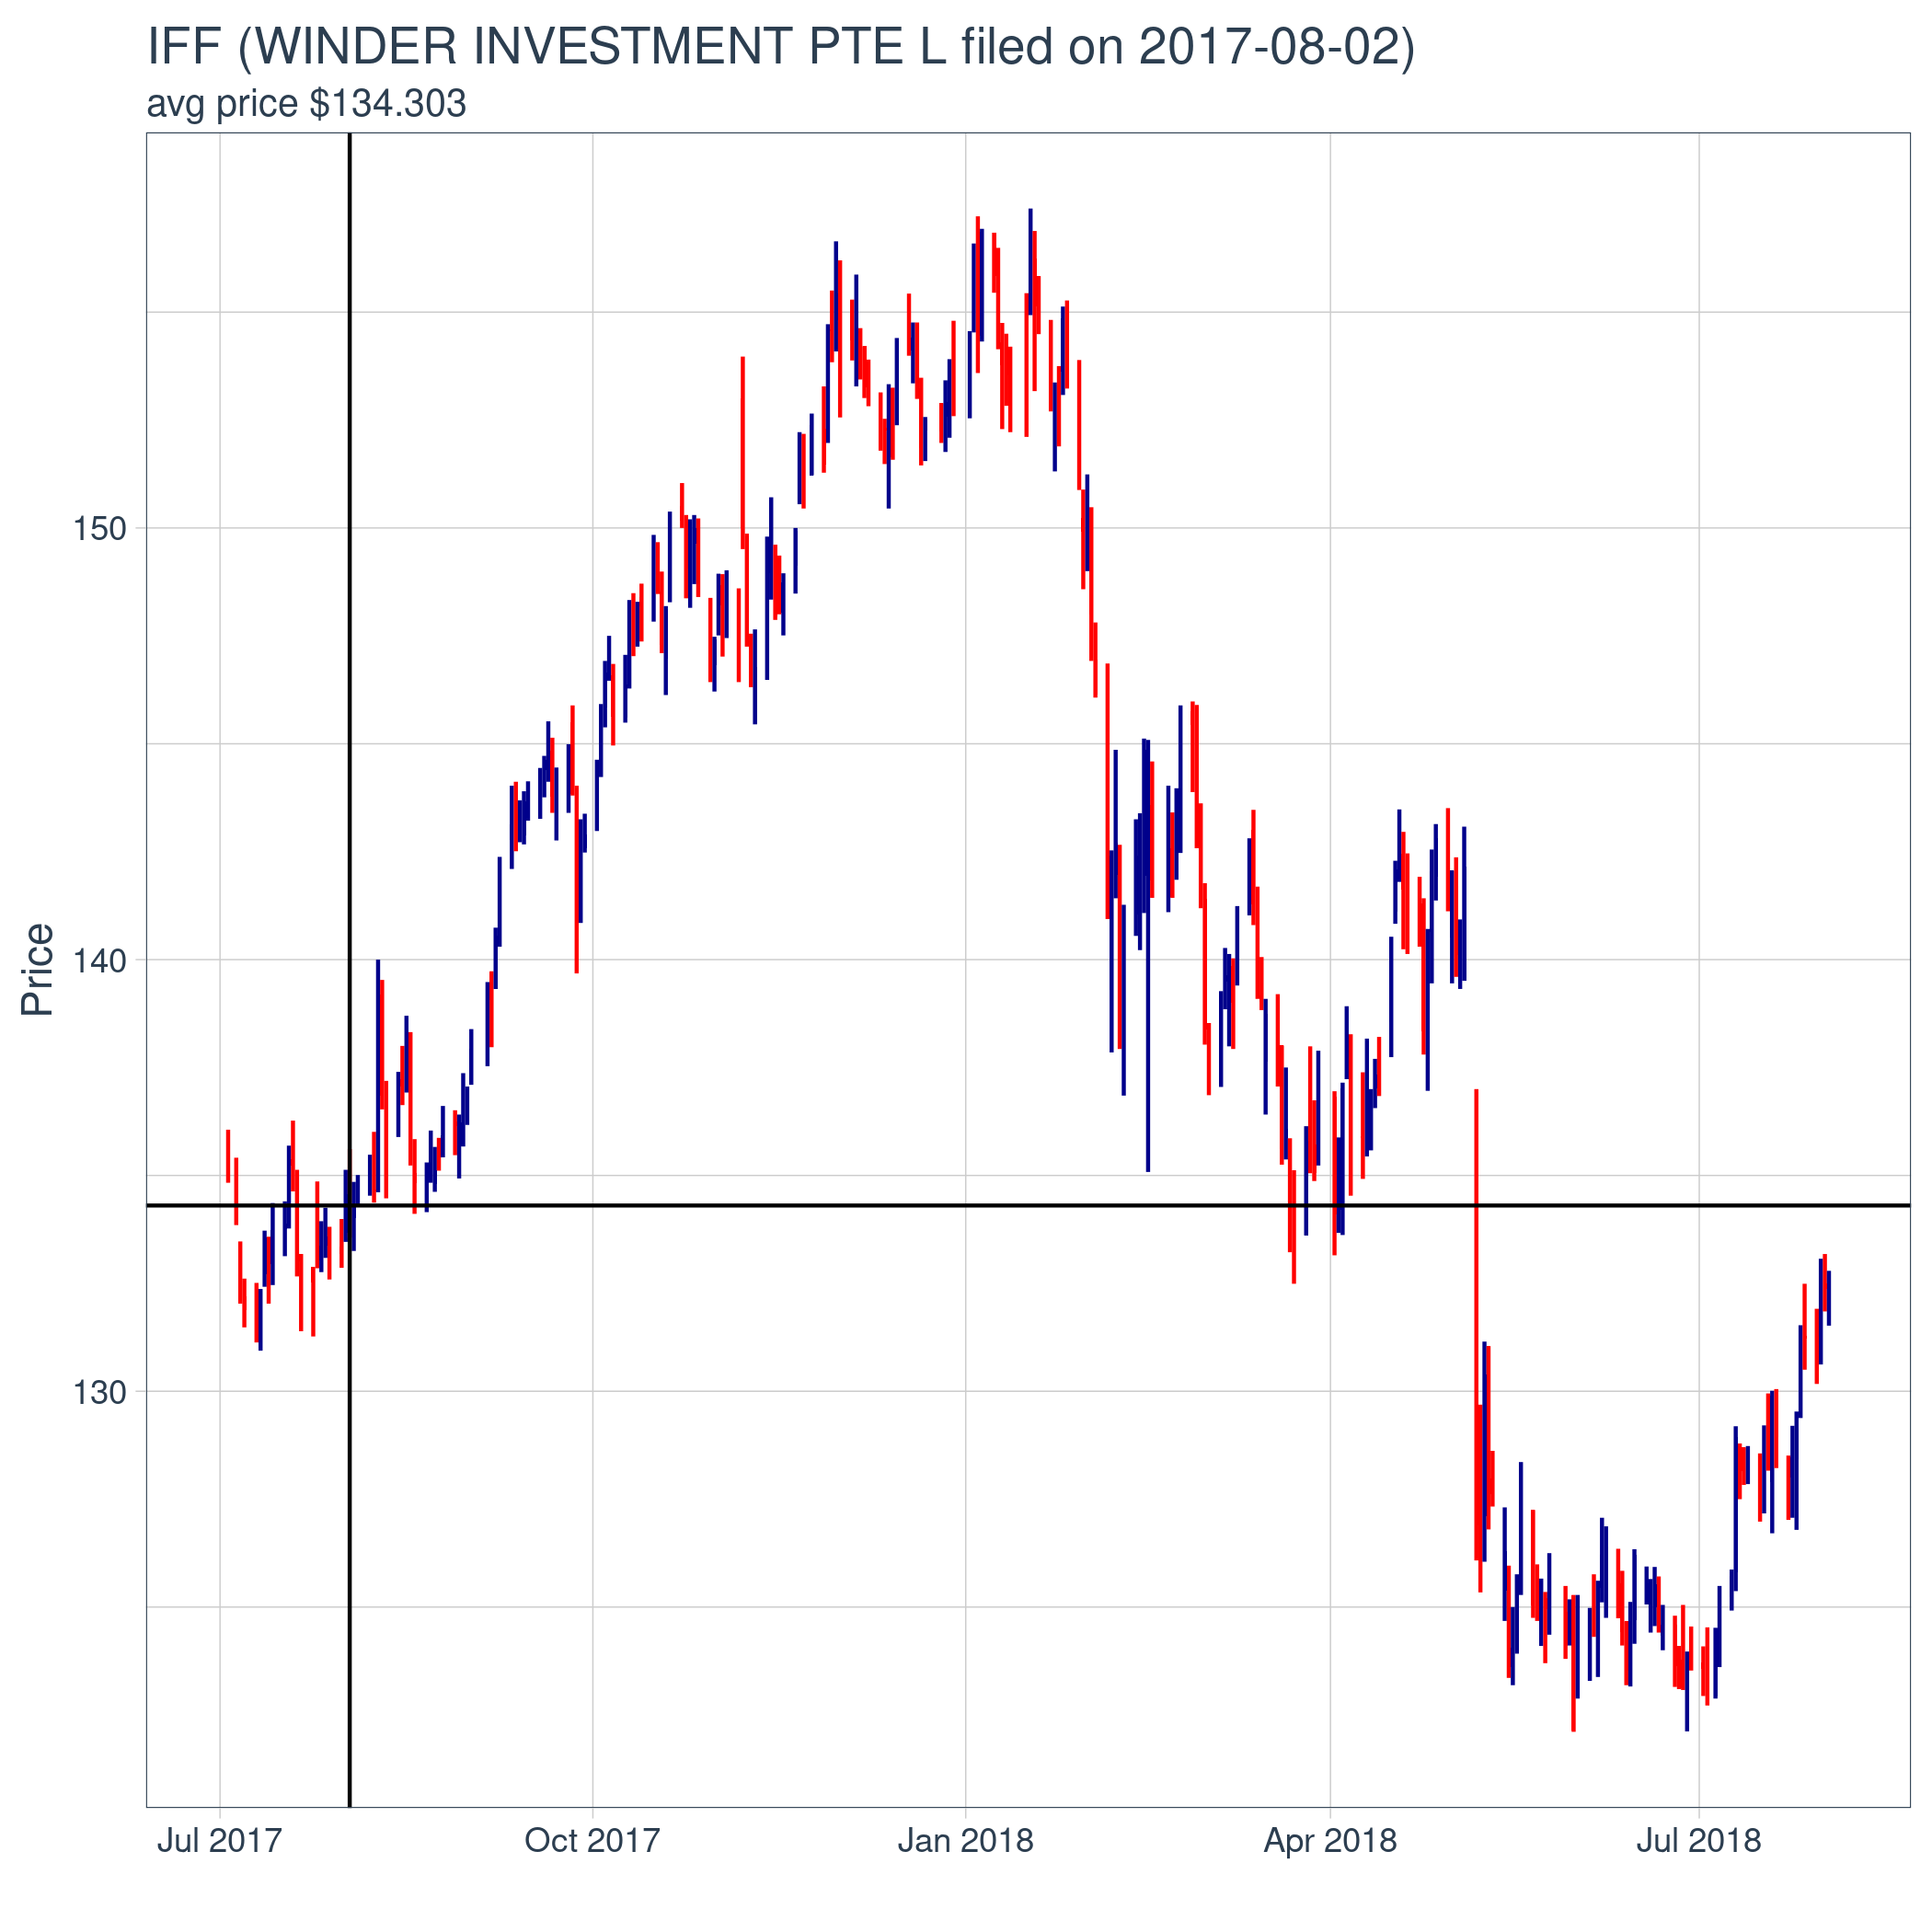 IFF (WINDER INVESTMENT PTE L filed on 2017-08-02)
avg price $134.303
150
140
130
Price
Jul 2017
Oct 2017
Jan 2018
Apr 2018
Jul 2018